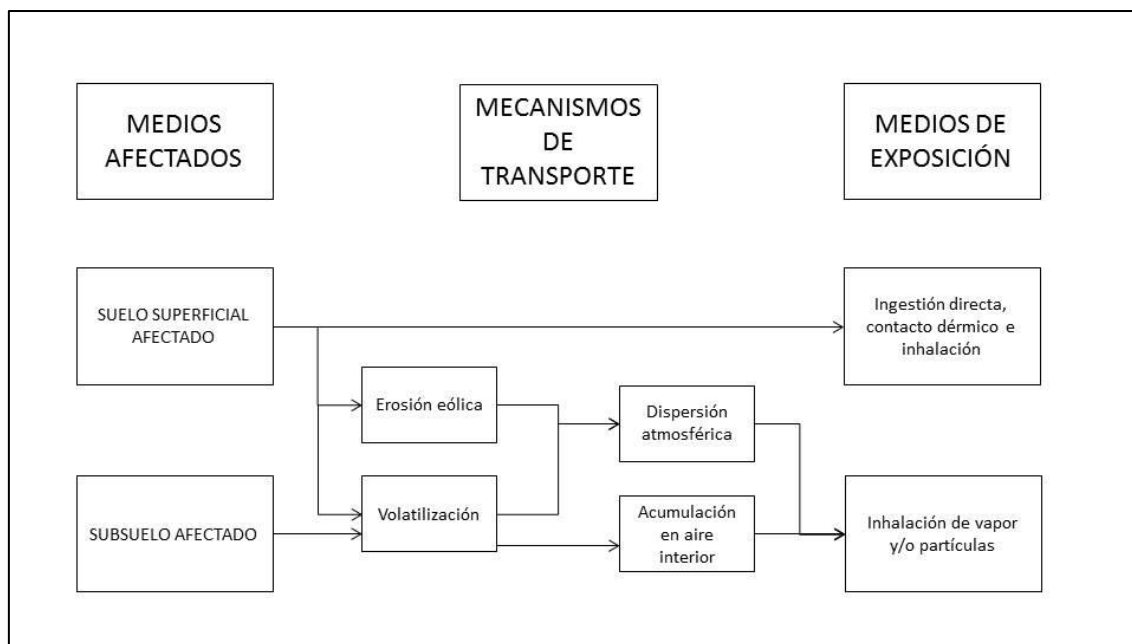 MEDIOS
AFECTADOS
MECANISMOS
DE
TRANSPORTE
MEDIOS DE
EXPOSICIÓN
SUELO SUPERFICIAL
AFECTADO
Ingestión directa,
contacto dérmico e
inhalación
Erosión eólica
Dispersión
atmosférica
SUBSUELO AFECTADO
Volatilización
Acumulación
en aire
interior
Inhalación de vapor
y/o partículas